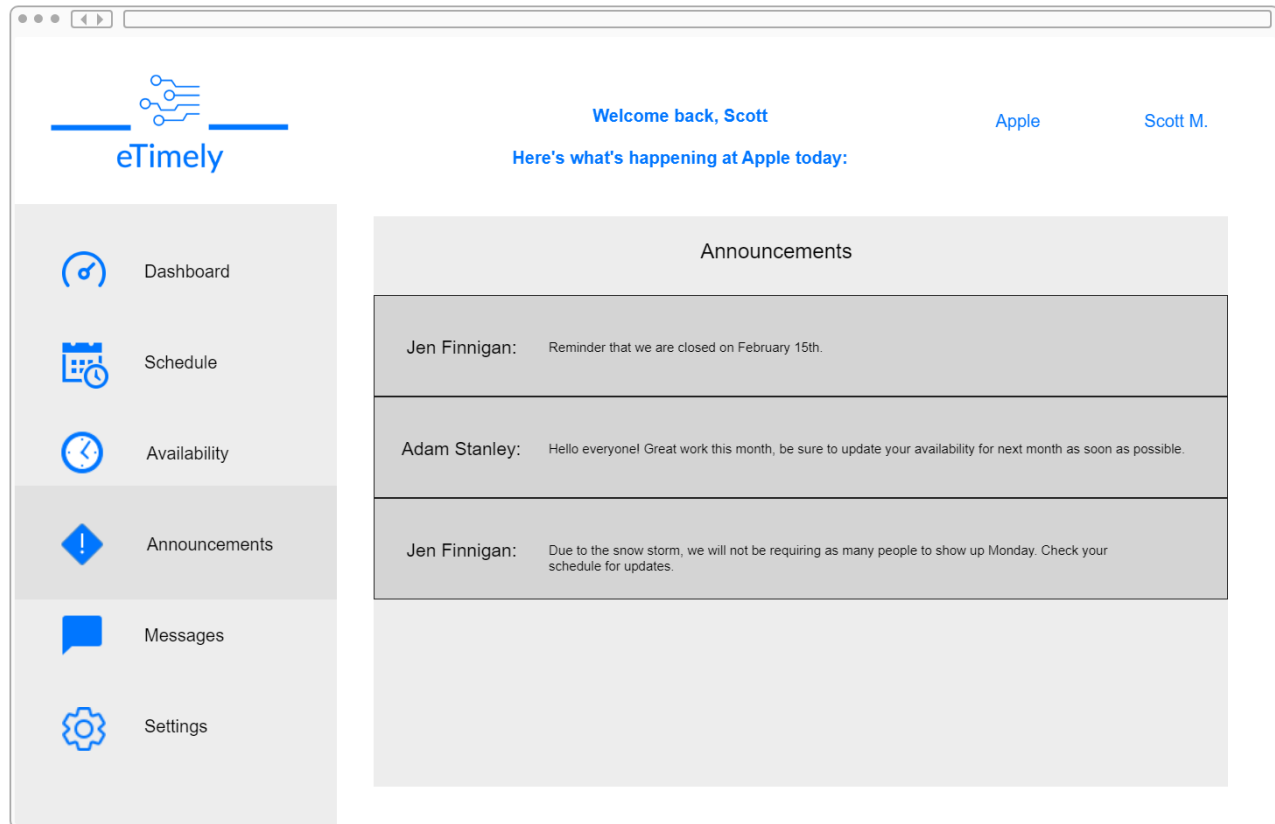 eTimely
Welcome back, Scott
Here's what's happening at Apple today:
Apple
Scott M.
Dashboard
Schedule
Availability
Announcements
Messages
Settings
Announcements
Jen Finnigan:
Reminder that we are closed on February 15th.
Adam Stanley:
Hello everyone! Great work this month, be sure to update your availability for next month as soon as possible.
Jen Finnigan:
Due to the snow storm, we will not be requiring as many people to show up Monday. Check your
schedule for updates.